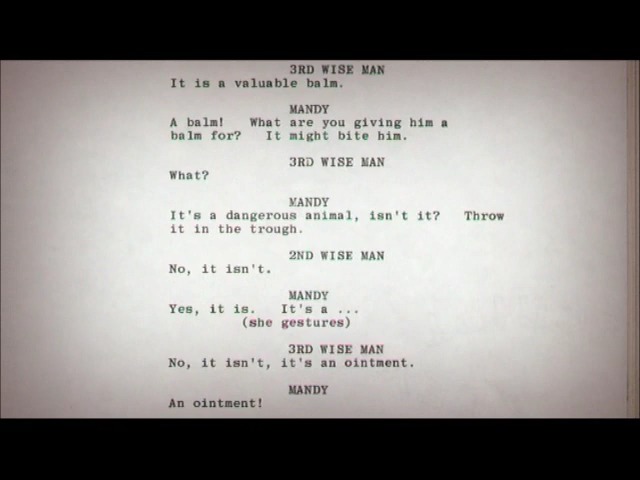 3RD WISE MAN
It is a valuable balm.
MANDY
A balm! What are you giving him a
balm for? It might bite him.
3RD WISE MAN
What?
MANDY
It's a dangerous animal, isn't it? Throw
it in the trough.
2ND WISE MAN
No, it isn't.
MANDY
Yes, it is. It's a ...
(she gestures)
3RD WISE MAN
No, it isn't, it's an ointment.
MANDY
An ointment!